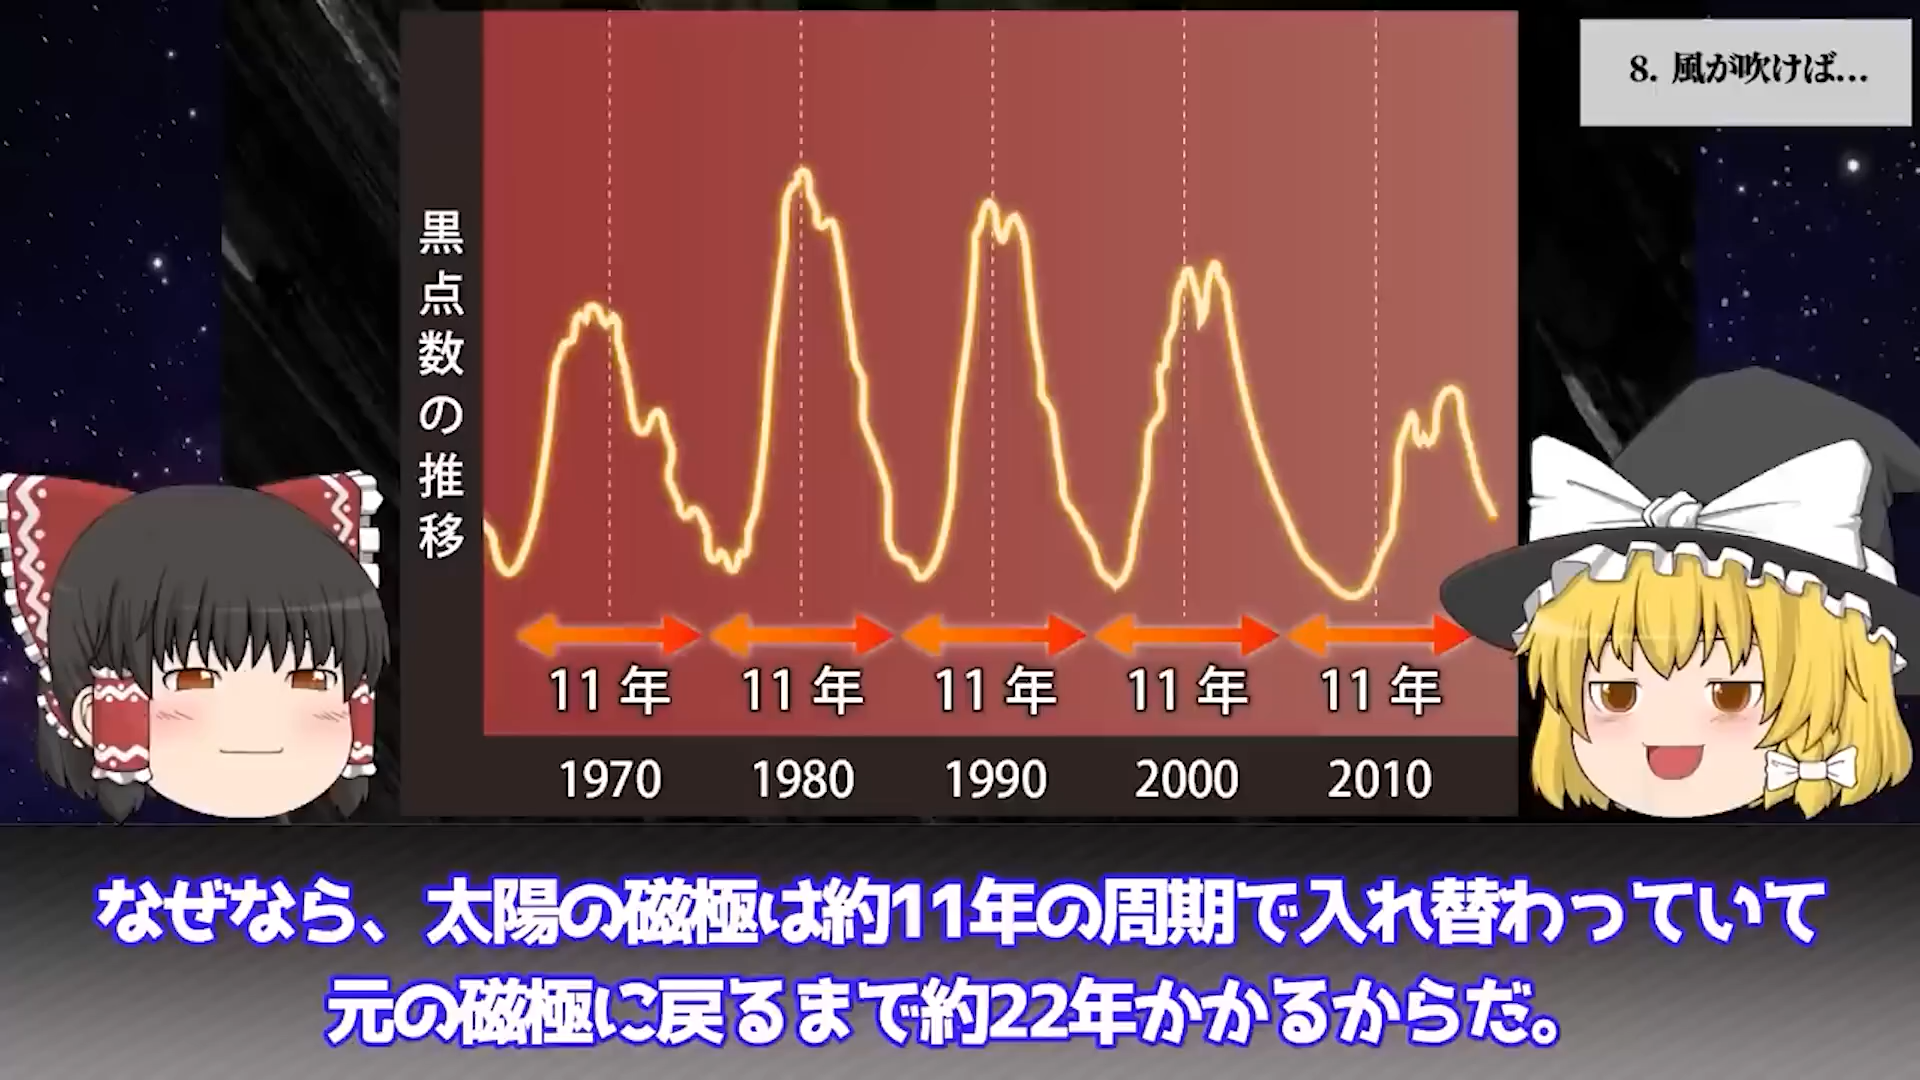 8. 風が吹けば…
黒点数の推移
11年 11年 11年 11年 11年
1970 1980 1990 2000 2010
なぜなら、太陽の磁極は約11年の周期で入れ替わっていて
元の磁極に戻るまで約22年かかるからだ。